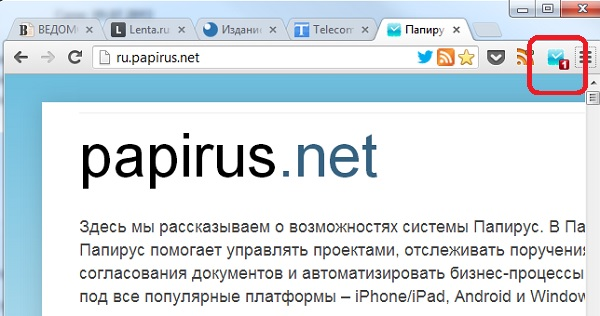 ВЕДОМ
Lenta.ru
Издание
Telecom
Папиру
ru.papirus.net
1
papirus.net
Здесь мы рассказываем о возможностях системы Папирус. В Па
Папирус помогает управлять проектами, отслеживать поручения
согласования документов и автоматизировать бизнес-процессы
под все популярные платформы – iPhone/iPad, Android и Window